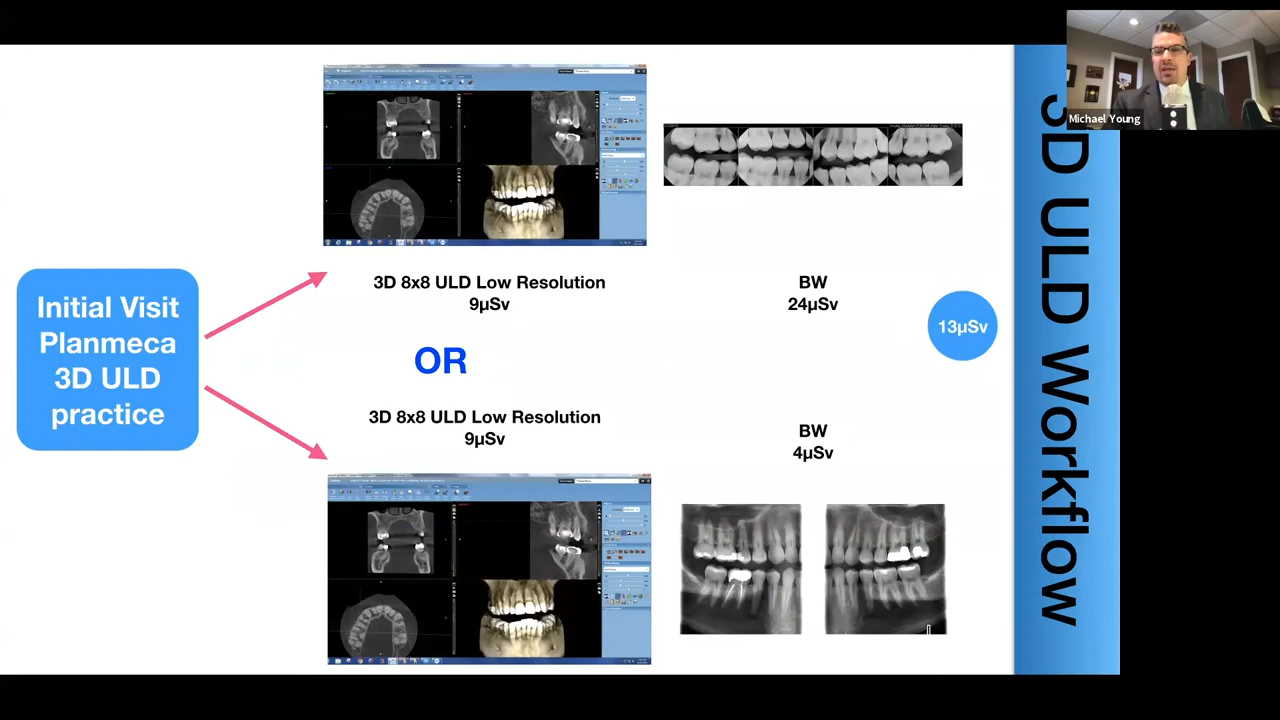 Michael Young
3D ULD Workflow
Initial Visit
Planmeca
3D ULD
practice
3D 8x8 ULD Low Resolution
9µSv
BW
24µSv
13µSv
OR
3D 8x8 ULD Low Resolution
9µSv
BW
4µSv